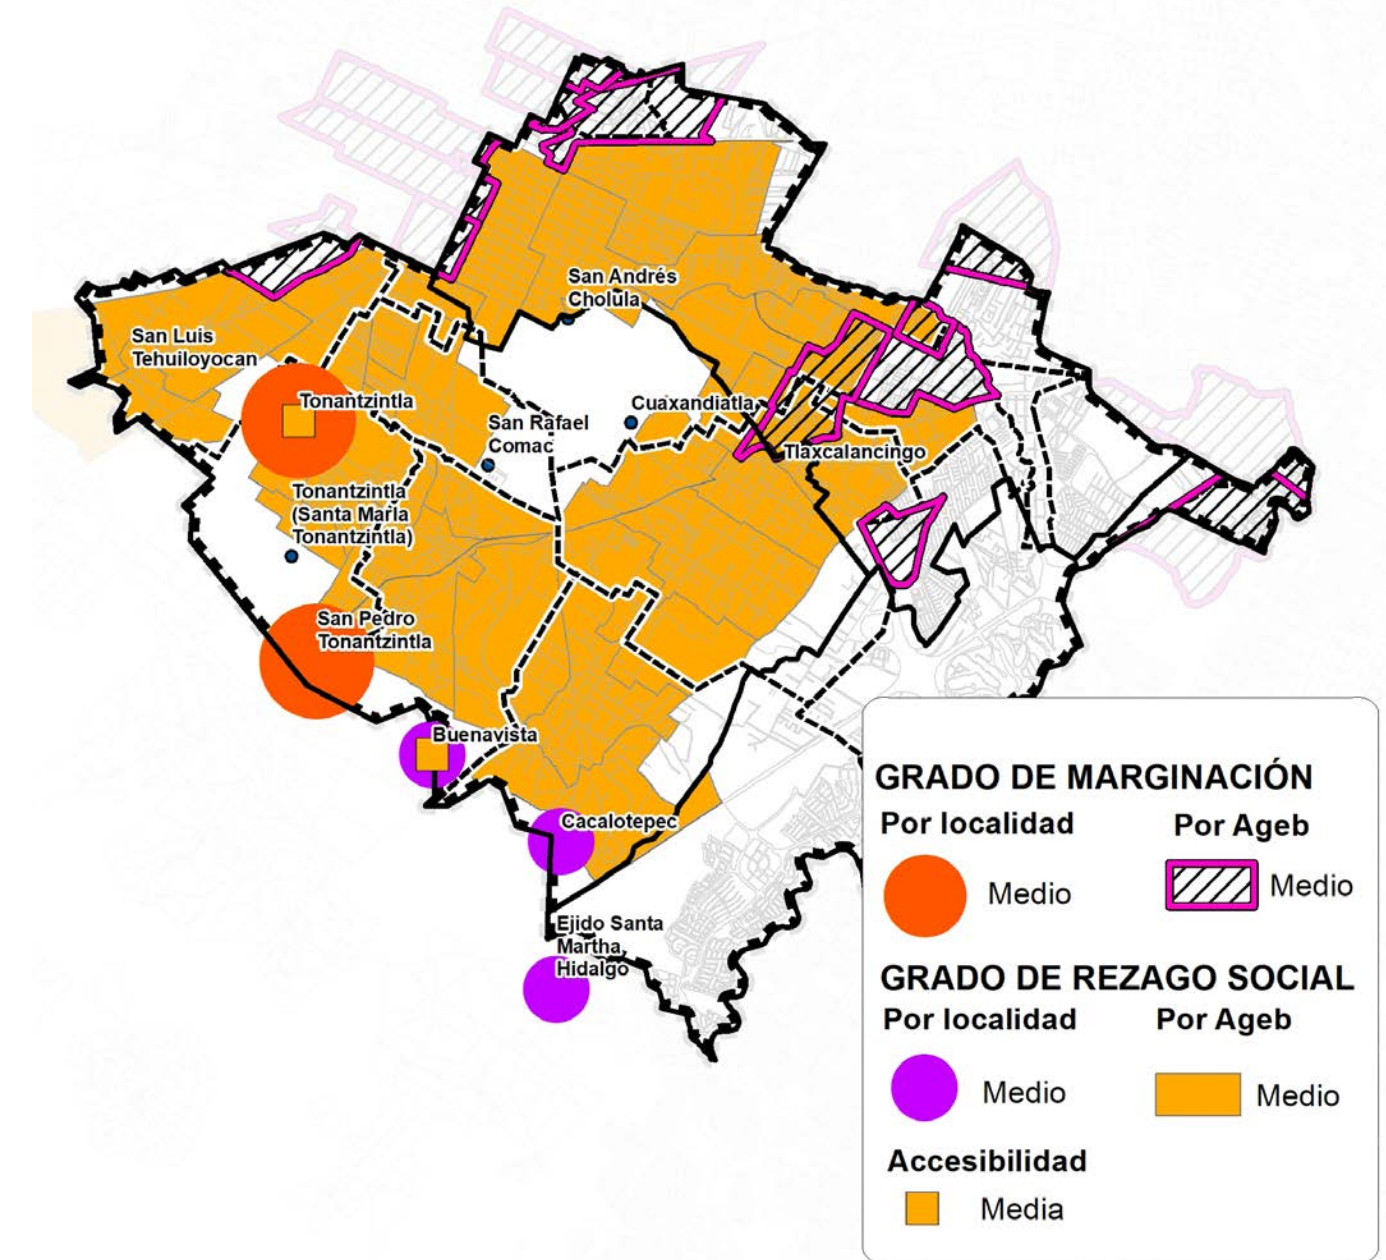 San Andrés
Cholula
San Luis
Tehuiloyocan
Tonantzintla
Cuaxandiatla
San Rafael
Comac
Tlaxcalancingo
Tonantzintla
(Santa María
Tonantzintla)
San Pedro
Tonantzintla
Buenavista
Cacalotepec
Ejido Santa
Martha
Hidalgo
GRADO DE MARGINACIÓN
Por localidad
Por Ageb
Medio
Medio
GRADO DE REZAGO SOCIAL
Por localidad
Por Ageb
Medio
Medio
Accesibilidad
Media